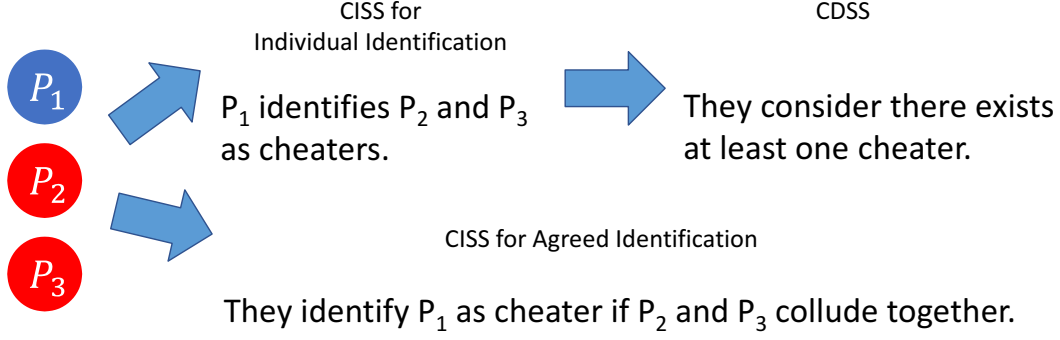 CISS for
Individual Identification
CDSS
P₁
P₂
P₃
P₁ identifies P₂ and P₃
as cheaters.
They consider there exists
at least one cheater.
CISS for Agreed Identification
They identify P₁ as cheater if P₂ and P₃ collude together.